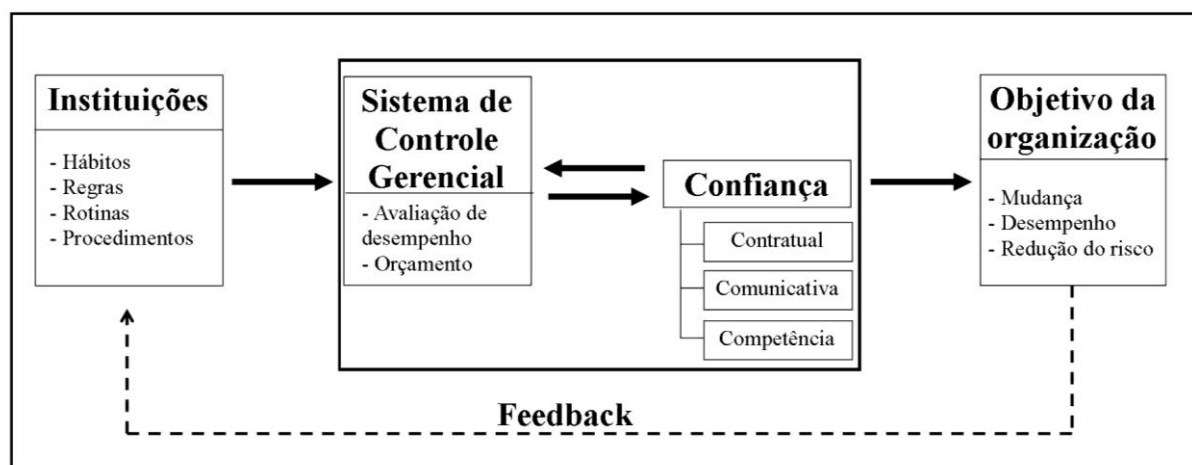 Instituições
- Hábitos
- Regras
- Rotinas
- Procedimentos
Sistema de
Controle
Gerencial
- Avaliação de
desempenho
- Orçamento
Confiança
Contratual
Comunicativa
Competência
Objetivo da
organização
- Mudança
- Desempenho
- Redução do risco
Feedback